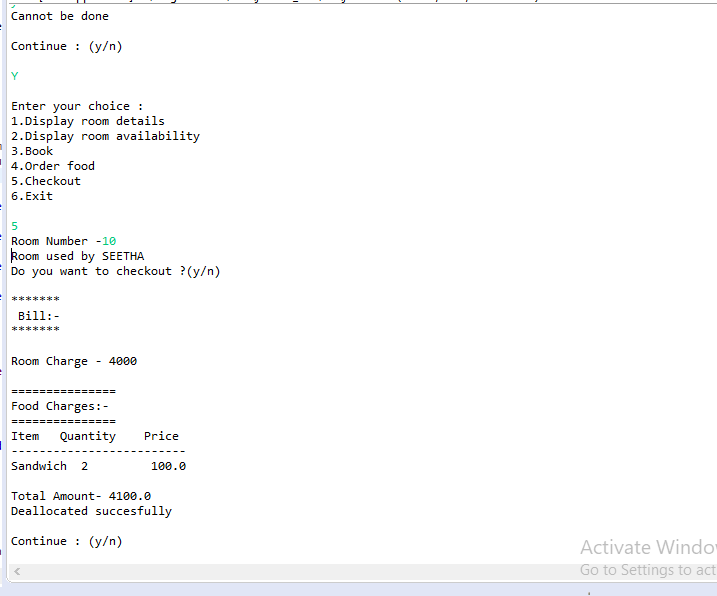 Cannot be done
Continue : (y/n)
Y
Enter your choice :
1.Display room details
2.Display room availability
3.Book
4.Order food
5.Checkout
6.Exit
5
Room Number -10
Room used by SEETHA
Do you want to checkout ?(y/n)
*******
Bill:-
*******
Room Charge - 4000
===============
Food Charges:-
===============
Item Quantity Price
-------------------------
Sandwich 2 100.0
Total Amount- 4100.0
Deallocated succesfully
Continue : (y/n)
Activate Windo
Go to Settings to act